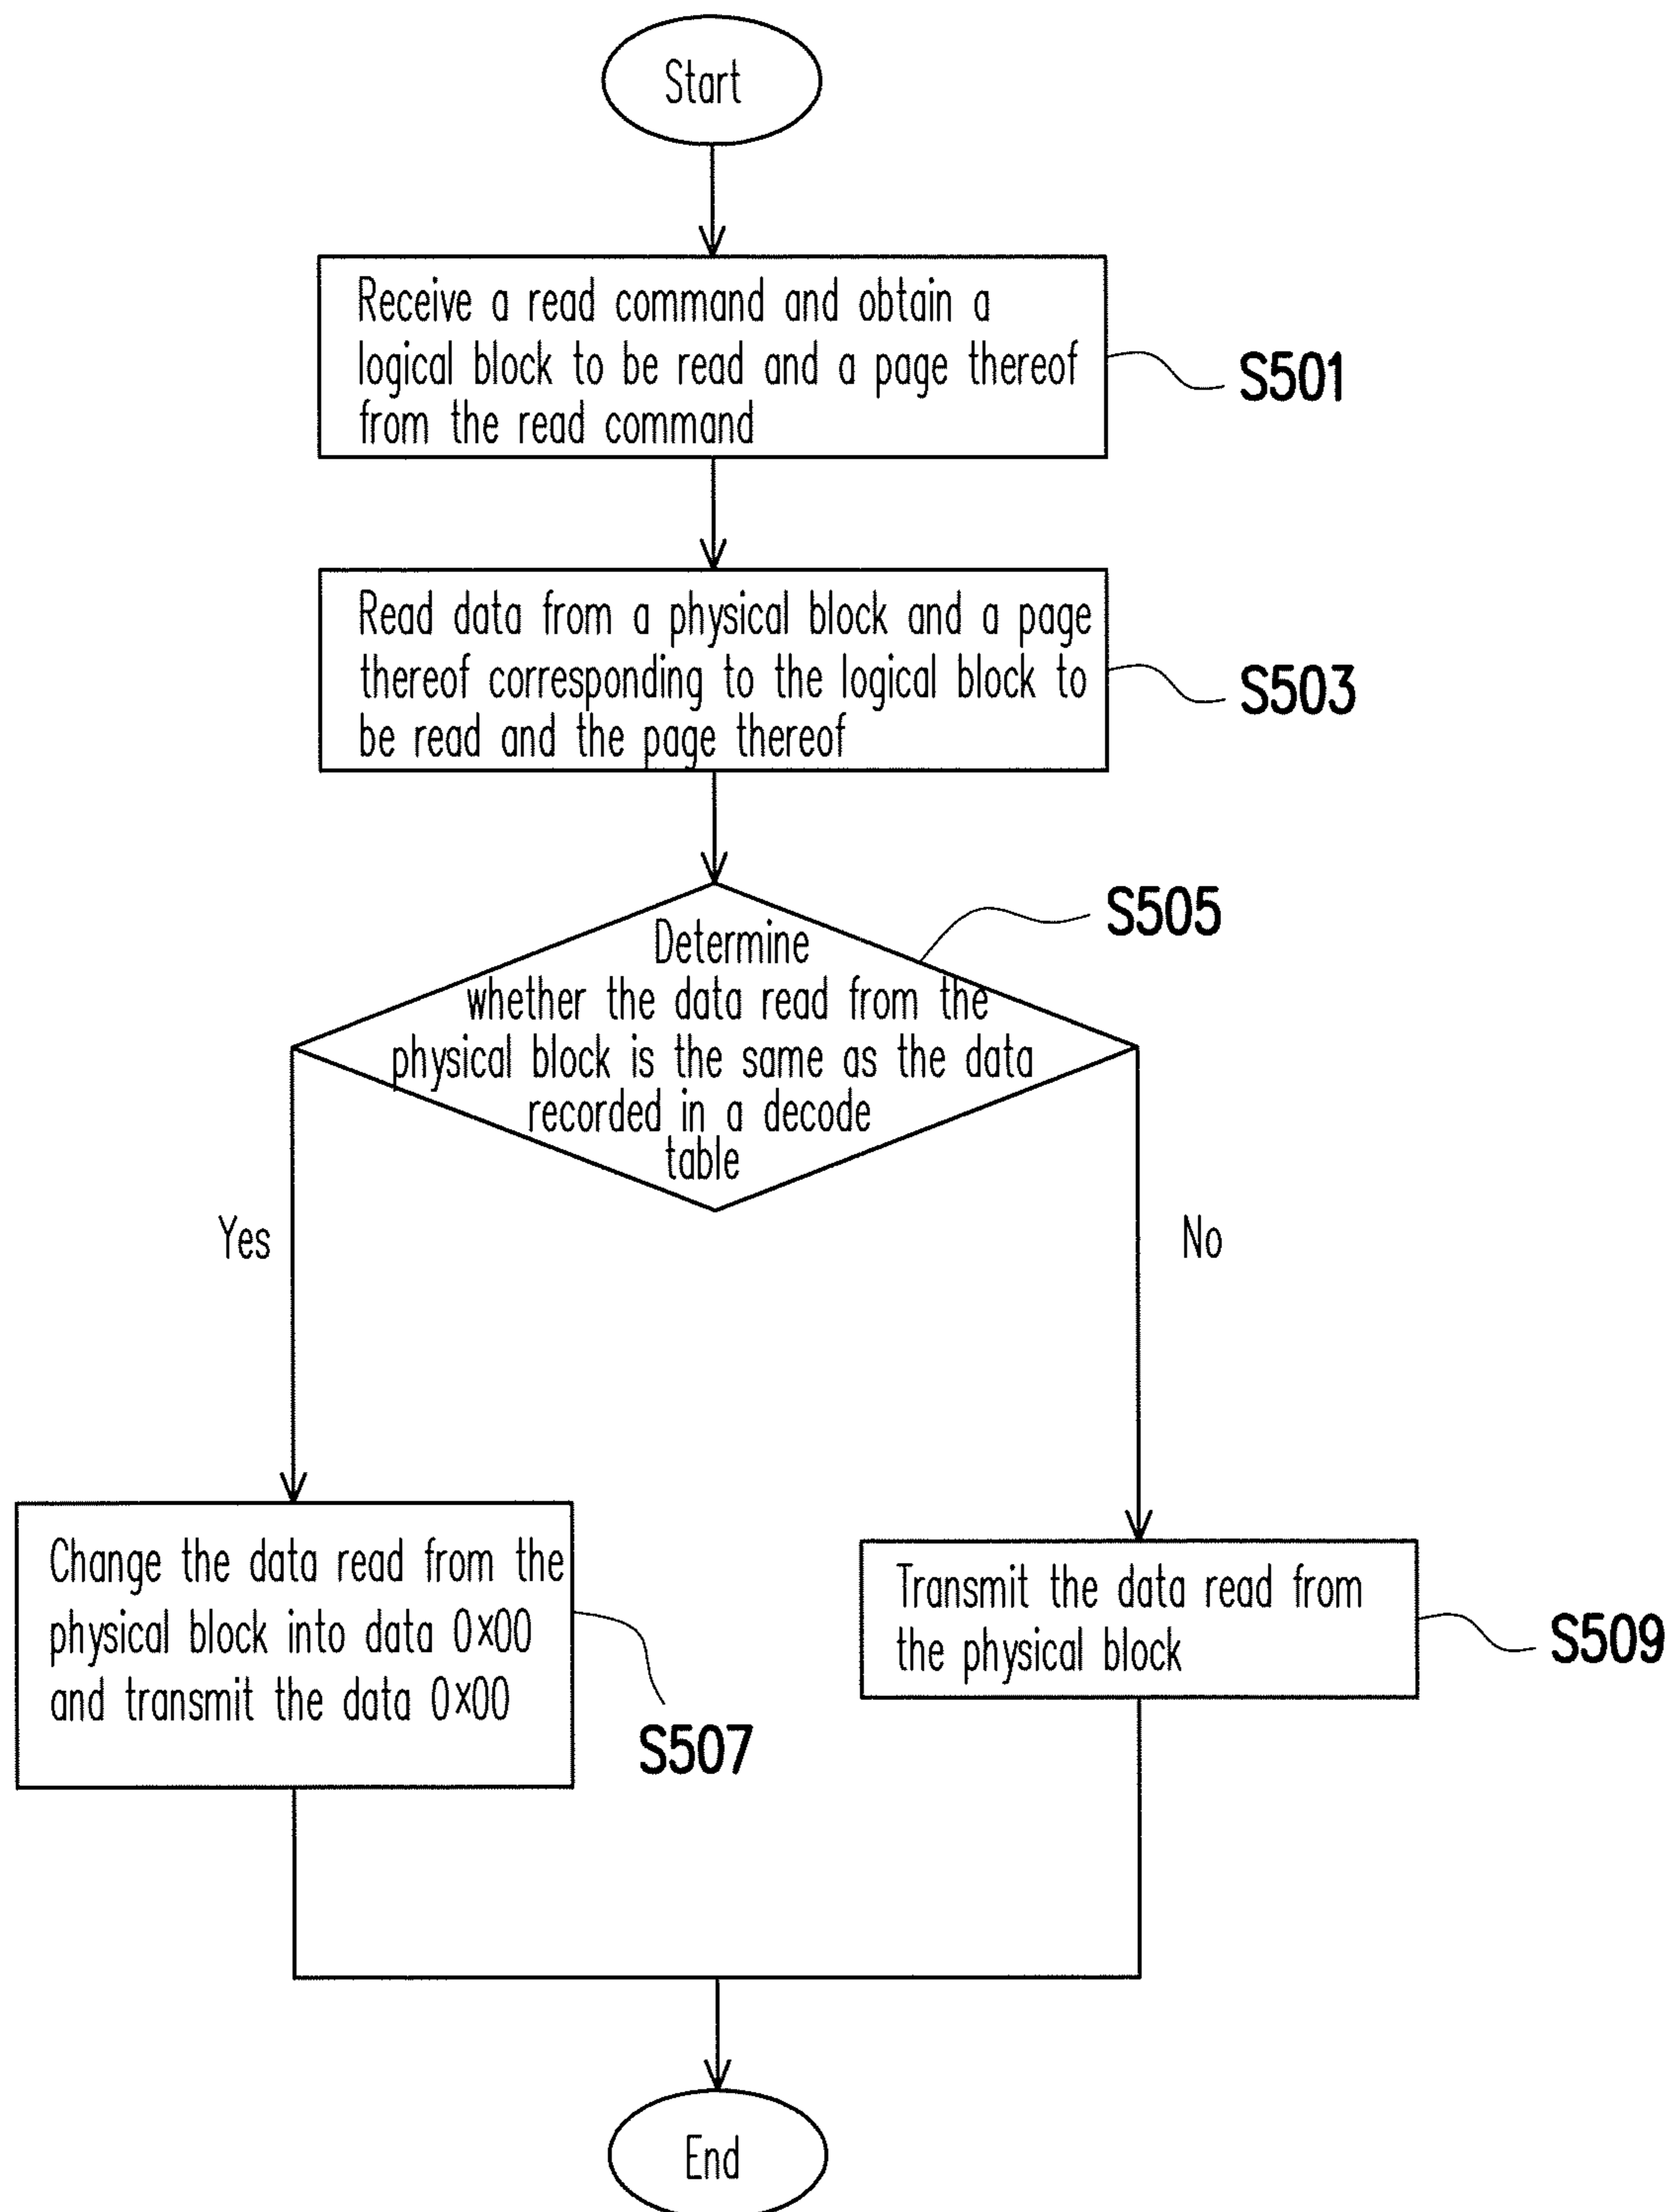 Start
Receive a read command and obtain a
logical block to be read and a page thereof
from the read command
S501
Read data from a physical block and a page
thereof corresponding to the logical block to
be read and the page thereof
S503
S505
Determine
whether the data read from the
physical block is the same as the data
recorded in a decode
table
Yes
No
Change the data read from the
physical block into data 0×00
and transmit the data 0×00
S507
Transmit the data read from
the physical block
S509
End